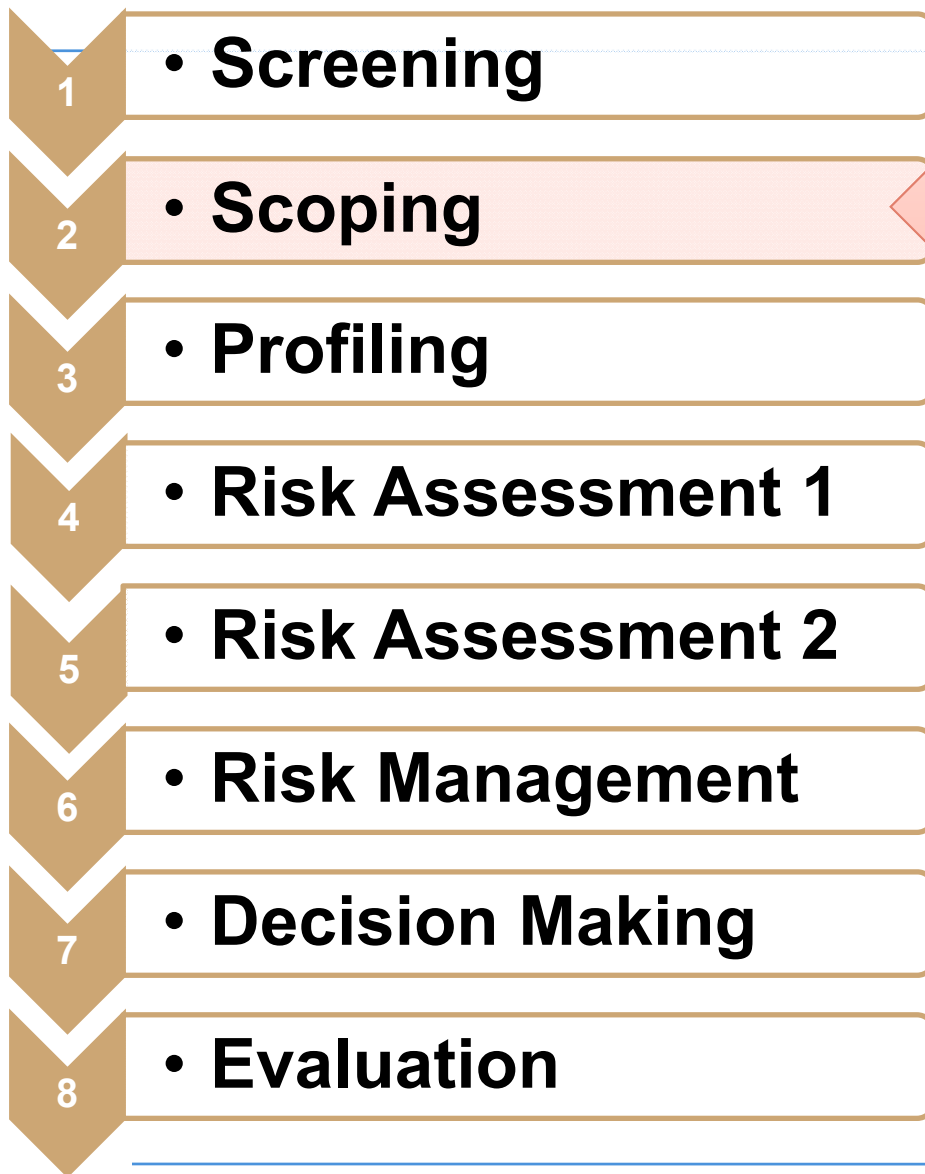 1
• Screening
2
• Scoping
3
• Profiling
4
• Risk Assessment 1
5
• Risk Assessment 2
6
• Risk Management
7
• Decision Making
8
• Evaluation